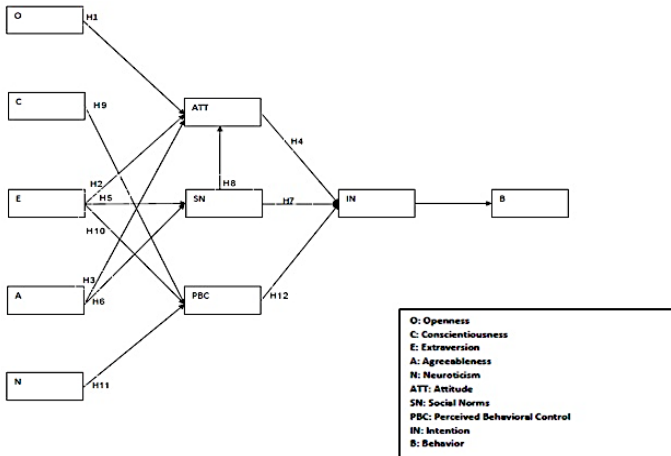 O
H1
C
H9
ATT
H4
H2
E
H5
SN
H8
H7
IN
B
H10
H3
A
H6
PBC
H12
N
H11
O: Openness
C: Conscientiousness
E: Extraversion
A: Agreeableness
N: Neuroticism
ATT: Attitude
SN: Social Norms
PBC: Perceived Behavioral Control
IN: Intention
B: Behavior